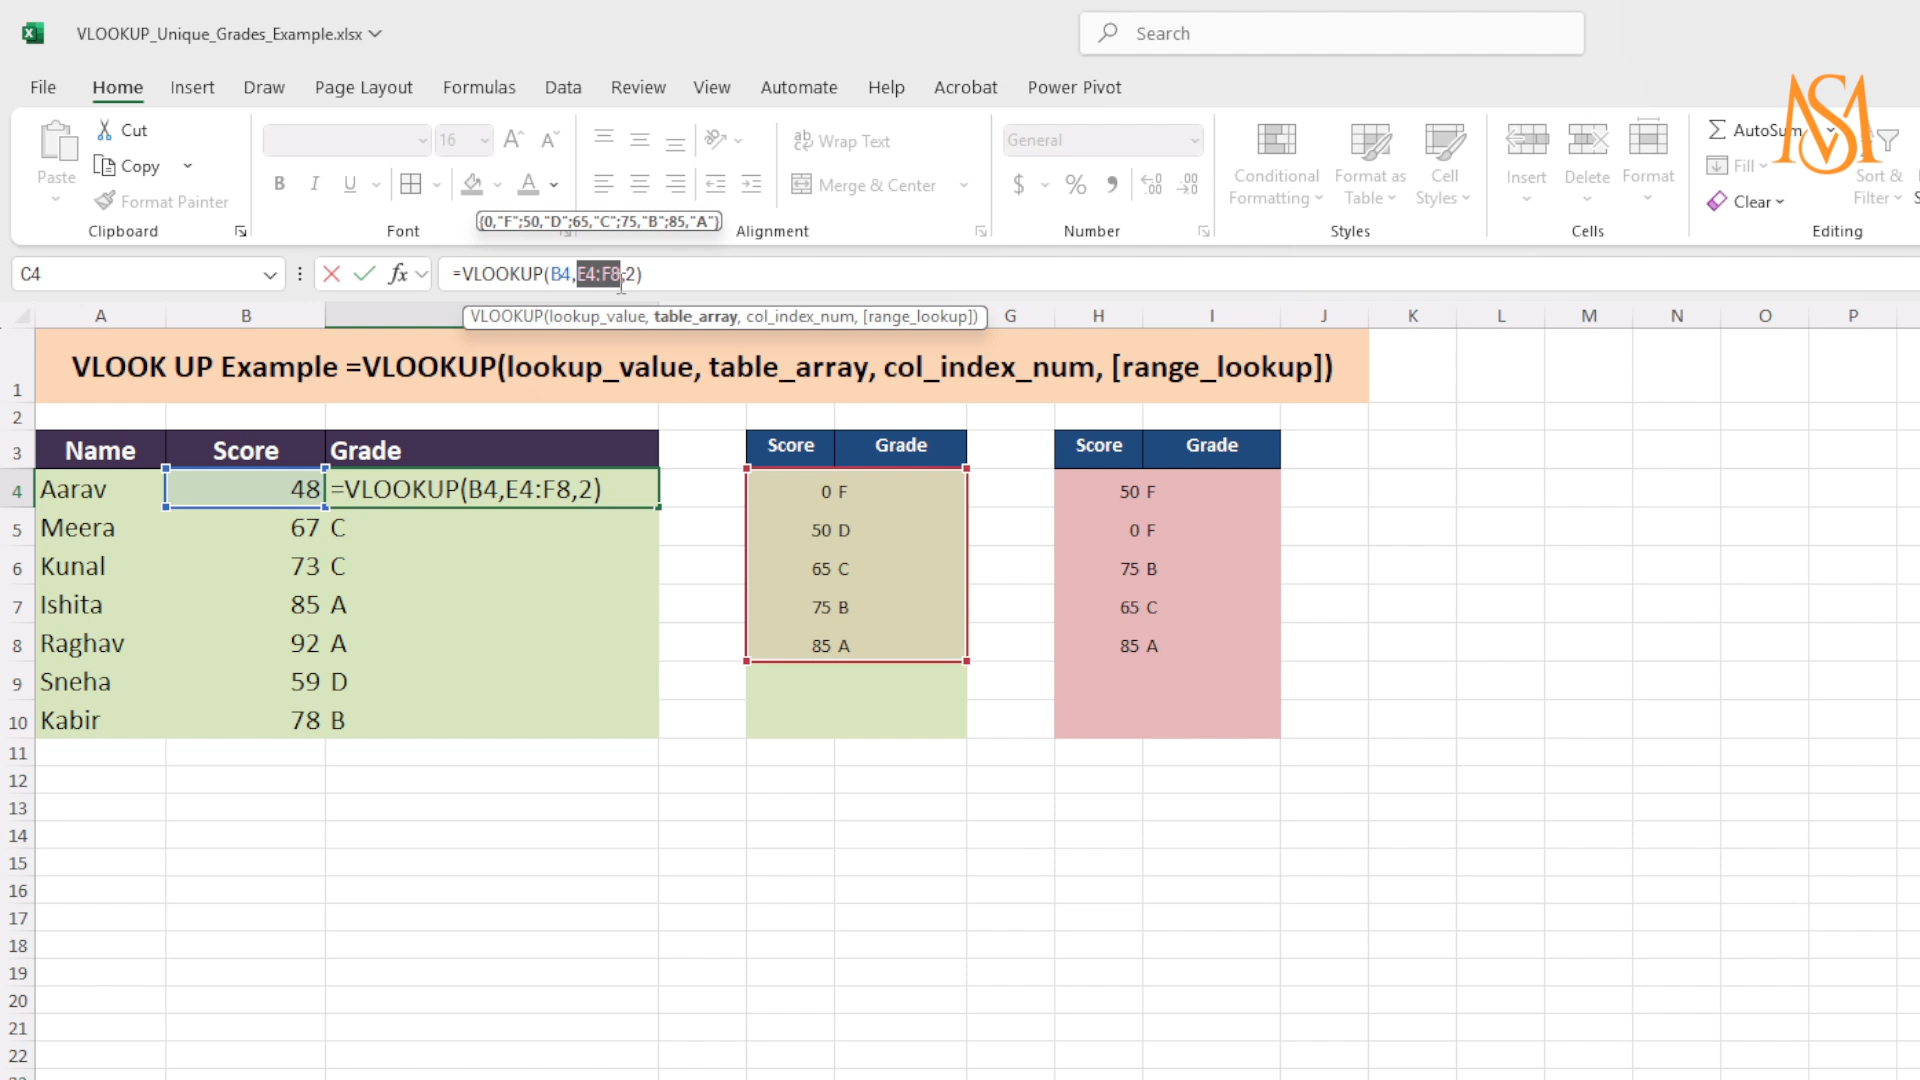 VLOOKUP_Unique_Grades_Example.xlsx
Search
File Home Insert Draw Page Layout Formulas Data Review View Automate Help Acrobat Power Pivot
Paste
Cut
Copy
Format Painter
Clipboard
16
B I U
Font
{0,"F";50,"D";65,"C";75,"B";85,"A"}
Wrap Text
Merge & Center
Alignment
General
$ % 9
Number
Conditional Formatting
Format as Table
Cell Styles
Styles
Insert Delete Format
Cells
AutoSum
Fill
Clear
Sort &
Filter
Editing
SM
C4
fx
=VLOOKUP(B4,E4:F8,2)
VLOOKUP(lookup_value, table_array, col_index_num, [range_lookup])
A B G H I J K L M N O P
1 VLOOK UP Example =VLOOKUP(lookup_value, table_array, col_index_num, [range_lookup])
2
3 Name Score Grade Score Grade Score Grade
4 Aarav 48 =VLOOKUP(B4,E4:F8,2) 0 F 50 F
5 Meera 67 C 50 D 0 F
6 Kunal 73 C 65 C 75 B
7 Ishita 85 A 75 B 65 C
8 Raghav 92 A 85 A 85 A
9 Sneha 59 D
10 Kabir 78 B
11
12
13
14
15
16
17
18
19
20
21
22